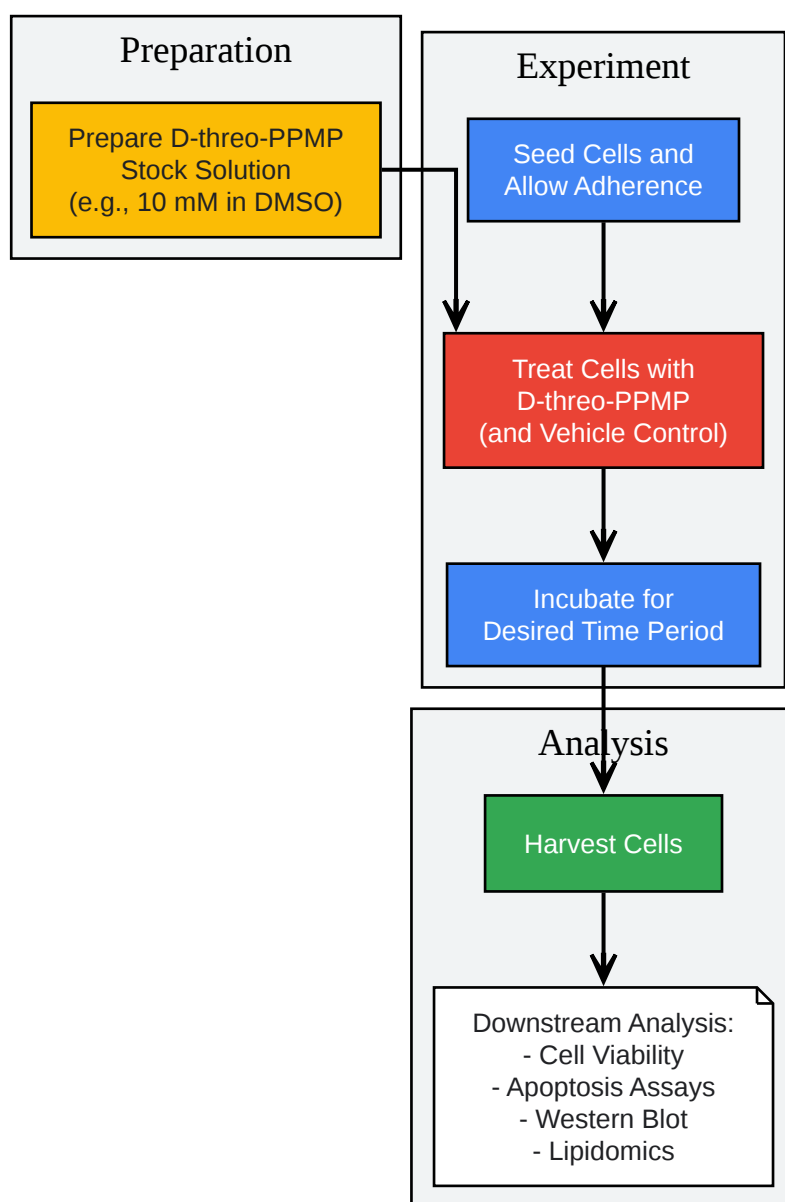 Preparation
Prepare D-threo-PPMP
Stock Solution
(e.g., 10 mM in DMSO)
Experiment
Seed Cells and
Allow Adherence
Treat Cells with
D-threo-PPMP
(and Vehicle Control)
Incubate for
Desired Time Period
Analysis
Harvest Cells
Downstream Analysis:
- Cell Viability
- Apoptosis Assays
- Western Blot
- Lipidomics